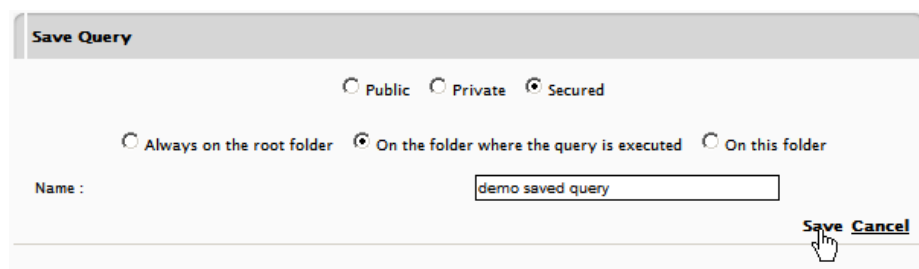 Save Query
Public Private Secured
Always on the root folder On the folder where the query is executed On this folder
Name : demo saved query
Save Cancel